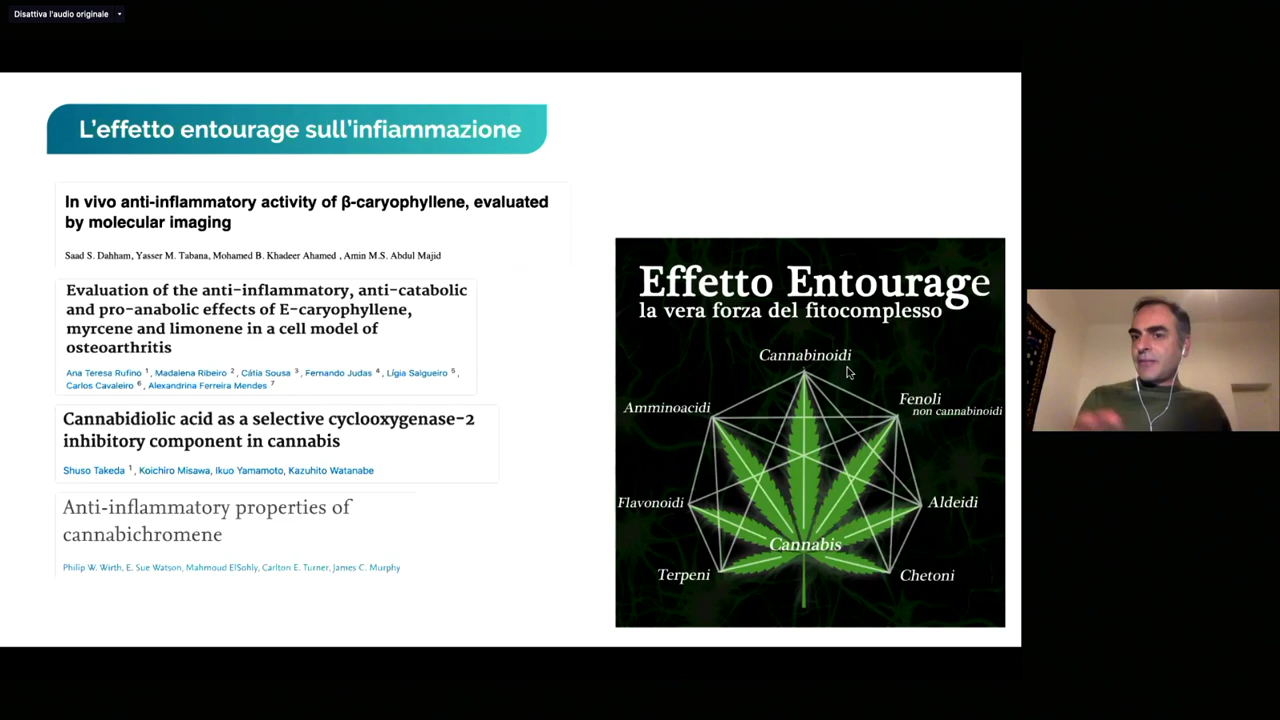 Disattiva l'audio originale
L'effetto entourage sull'infiammazione
In vivo anti-inflammatory activity of β-caryophyllene, evaluated
by molecular imaging
Saad S. Dahham, Yasser M. Tabana, Mohamed B. Khadeer Ahamed , Amin M.S. Abdul Majid
Evaluation of the anti-inflammatory, anti-catabolic
and pro-anabolic effects of E-caryophyllene,
myrcene and limonene in a cell model of
osteoarthritis
Ana Teresa Rufino 1, Madalena Ribeiro 2, Cátia Sousa 3, Fernando Judas 4, Lígia Salgueiro 5,
Carlos Cavaleiro 6, Alexandrina Ferreira Mendes 7
Cannabidiolic acid as a selective cyclooxygenase-2
inhibitory component in cannabis
Shuso Takeda 1, Koichiro Misawa, Ikuo Yamamoto, Kazuhito Watanabe
Anti-inflammatory properties of
cannabichromene
Philip W. Wirth, E. Sue Watson, Mahmoud ElSohly, Carlton E. Turner, James C. Murphy
Effetto Entourage
la vera forza del fitocomplesso
Cannabinoidi
Amminoacidi
Fenoli
non cannabinoidi
Flavonoidi
Aldeidi
Cannabis
Terpeni
Chetoni